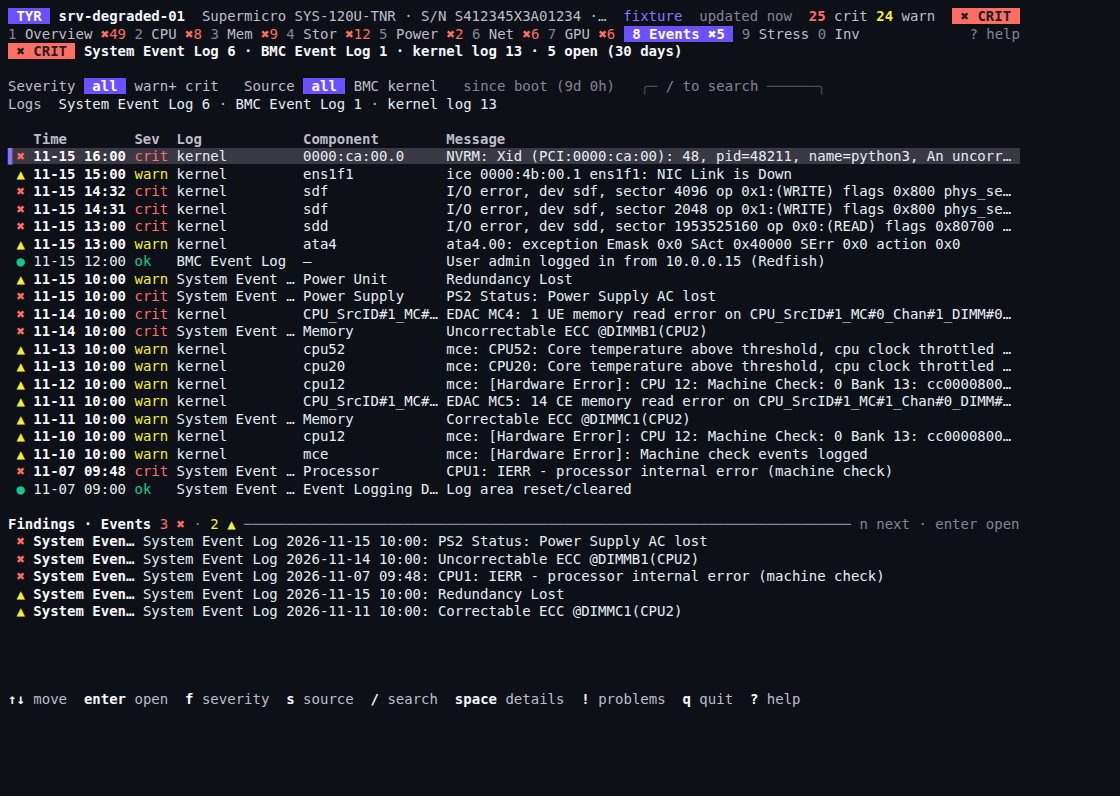 TYR srv-degraded-01 Supermicro SYS-120U-TNR · S/N S412345X3A01234 ·… fixture updated now 25 crit 24 warn ✖ CRIT
1 Overview ✖49 2 CPU ✖8 3 Mem ✖9 4 Stor ✖12 5 Power ✖2 6 Net ✖6 7 GPU ✖6 8 Events ✖5 9 Stress 0 Inv ? help
✖ CRIT System Event Log 6 · BMC Event Log 1 · kernel log 13 · 5 open (30 days)
Severity all warn+ crit Source all BMC kernel since boot (9d 0h) / to search
Logs System Event Log 6 · BMC Event Log 1 · kernel log 13
Time Sev Log Component Message
✖ 11-15 16:00 crit kernel 0000:ca:00.0 NVRM: Xid (PCI:0000:ca:00): 48, pid=48211, name=python3, An uncorr…
▲ 11-15 15:00 warn kernel ens1f1 ice 0000:4b:00.1 ens1f1: NIC Link is Down
✖ 11-15 14:32 crit kernel sdf I/O error, dev sdf, sector 4096 op 0x1:(WRITE) flags 0x800 phys_se…
✖ 11-15 14:31 crit kernel sdf I/O error, dev sdf, sector 2048 op 0x1:(WRITE) flags 0x800 phys_se…
✖ 11-15 13:00 crit kernel sdd I/O error, dev sdd, sector 1953525160 op 0x0:(READ) flags 0x80700 …
▲ 11-15 13:00 warn kernel ata4 ata4.00: exception Emask 0x0 SAct 0x40000 SErr 0x0 action 0x0
● 11-15 12:00 ok BMC Event Log — User admin logged in from 10.0.0.15 (Redfish)
▲ 11-15 10:00 warn System Event … Power Unit Redundancy Lost
✖ 11-15 10:00 crit System Event … Power Supply PS2 Status: Power Supply AC lost
✖ 11-14 10:00 crit kernel CPU_SrcID#1_MC#… EDAC MC4: 1 UE memory read error on CPU_SrcID#1_MC#0_Chan#1_DIMM#0…
✖ 11-14 10:00 crit System Event … Memory Uncorrectable ECC @DIMMB1(CPU2)
▲ 11-13 10:00 warn kernel cpu52 mce: CPU52: Core temperature above threshold, cpu clock throttled …
▲ 11-13 10:00 warn kernel cpu20 mce: CPU20: Core temperature above threshold, cpu clock throttled …
▲ 11-12 10:00 warn kernel cpu12 mce: [Hardware Error]: CPU 12: Machine Check: 0 Bank 13: cc0000800…
▲ 11-11 10:00 warn kernel CPU_SrcID#1_MC#… EDAC MC5: 14 CE memory read error on CPU_SrcID#1_MC#1_Chan#0_DIMM#…
▲ 11-11 10:00 warn System Event … Memory Correctable ECC @DIMMC1(CPU2)
▲ 11-10 10:00 warn kernel cpu12 mce: [Hardware Error]: CPU 12: Machine Check: 0 Bank 13: cc0000800…
▲ 11-10 10:00 warn kernel mce mce: [Hardware Error]: Machine check events logged
✖ 11-07 09:48 crit System Event … Processor CPU1: IERR - processor internal error (machine check)
● 11-07 09:00 ok System Event … Event Logging D… Log area reset/cleared
Findings · Events 3 ✖ · 2 ▲ n next · enter open
✖ System Even… System Event Log 2026-11-15 10:00: PS2 Status: Power Supply AC lost
✖ System Even… System Event Log 2026-11-14 10:00: Uncorrectable ECC @DIMMB1(CPU2)
✖ System Even… System Event Log 2026-11-07 09:48: CPU1: IERR - processor internal error (machine check)
▲ System Even… System Event Log 2026-11-15 10:00: Redundancy Lost
▲ System Even… System Event Log 2026-11-11 10:00: Correctable ECC @DIMMC1(CPU2)
↑↓ move enter open f severity s source / search space details ! problems q quit ? help